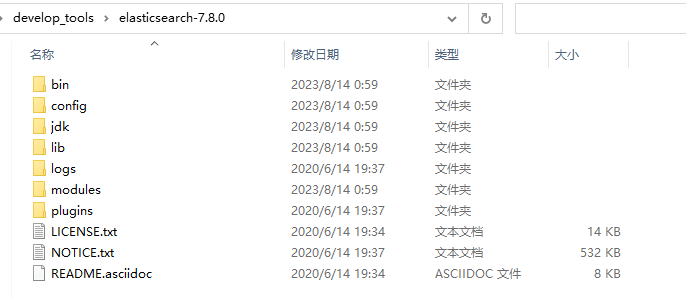 develop_tools > elasticsearch-7.8.0
名称 修改日期 类型 大小
bin 2023/8/14 0:59 文件夹
config 2023/8/14 0:59 文件夹
jdk 2023/8/14 0:59 文件夹
lib 2023/8/14 0:59 文件夹
logs 2020/6/14 19:37 文件夹
modules 2023/8/14 0:59 文件夹
plugins 2020/6/14 19:37 文件夹
LICENSE.txt 2020/6/14 19:34 文本文档 14 KB
NOTICE.txt 2020/6/14 19:37 文本文档 532 KB
README.asciidoc 2020/6/14 19:34 ASCIIDOC 文件 8 KB